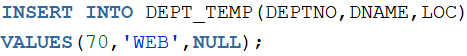 INSERT INTO DEPT_TEMP(DEPTNO,DNAME,LOC)
VALUES(70,'WEB',NULL);